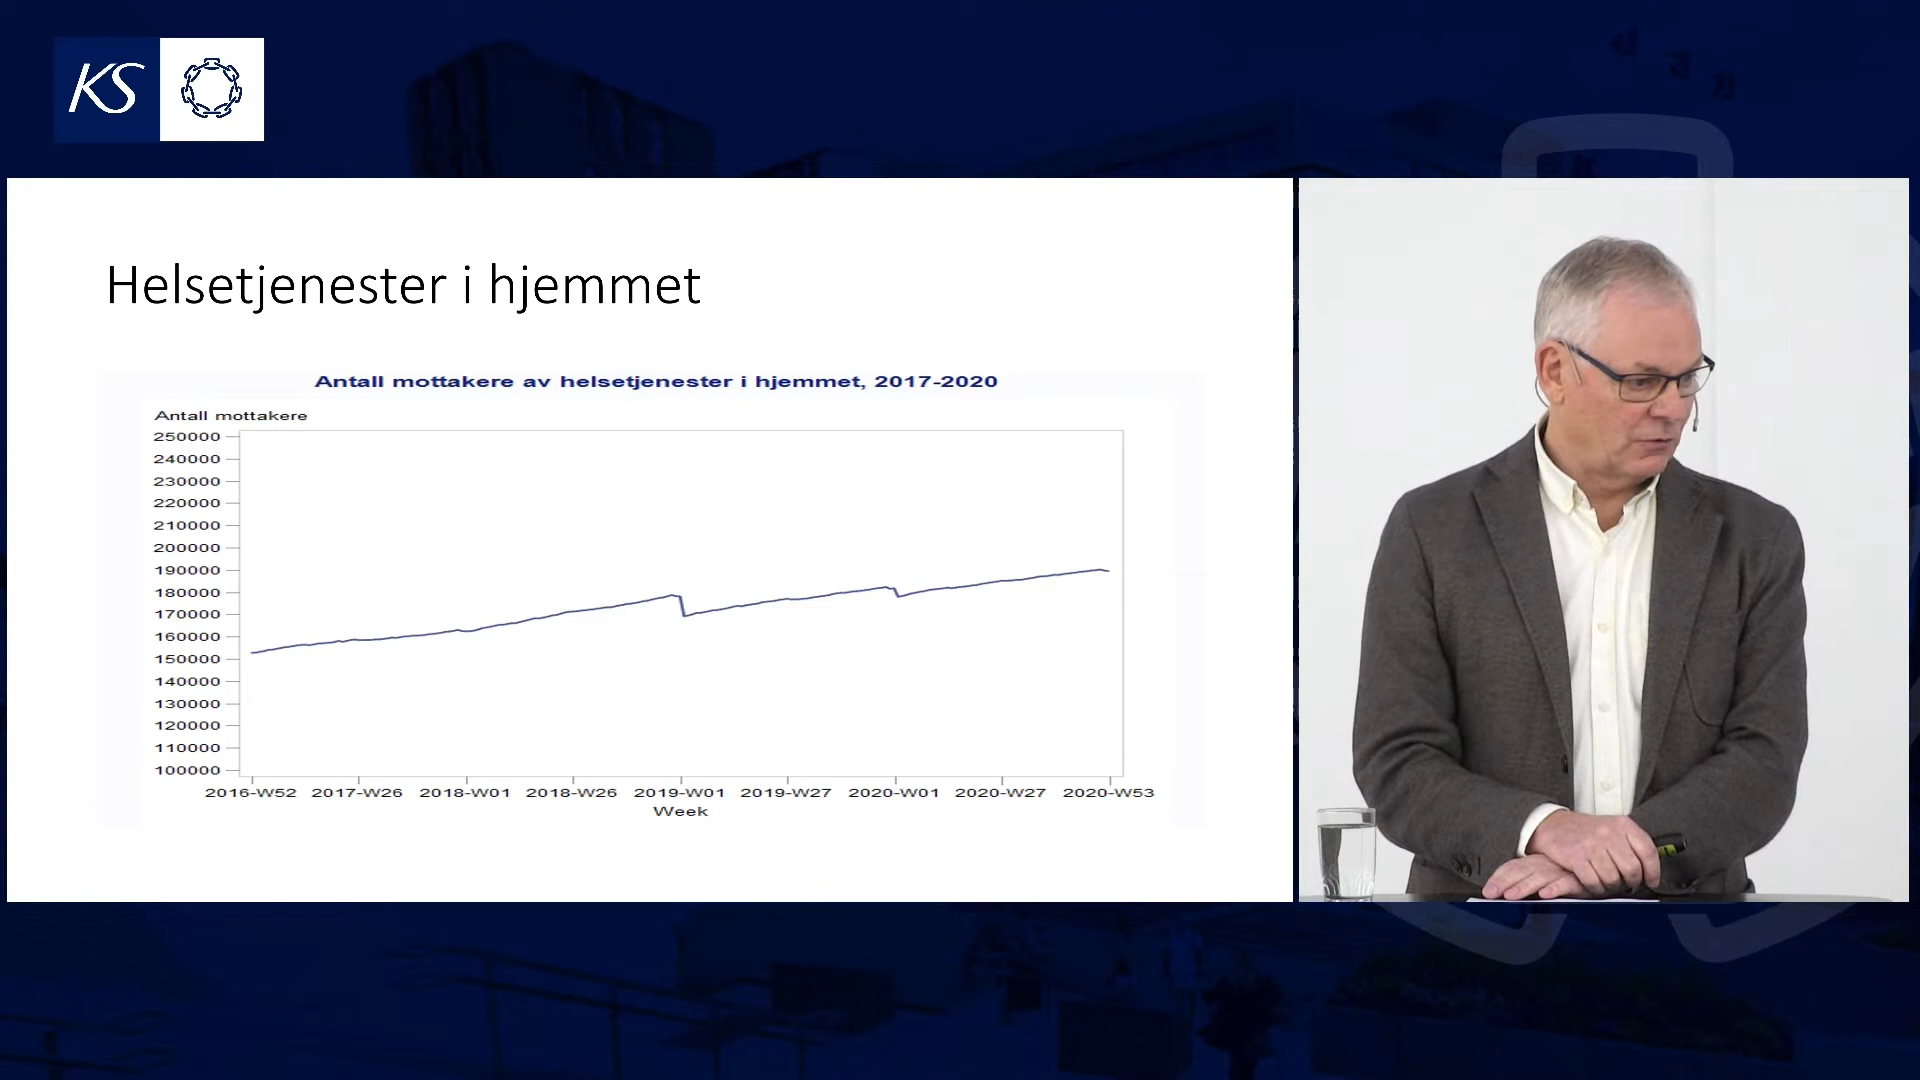 KS
Helsetjenester i hjemmet
Antall mottakere av helsetjenester i hjemmet, 2017-2020
Antall mottakere
250000
240000
230000
220000
210000
200000
190000
180000
170000
160000
150000
140000
130000
120000
110000
100000
2016-W52 2017-W26 2018-W01 2018-W26 2019-W01 2019-W27 2020-W01 2020-W27 2020-W53
Week